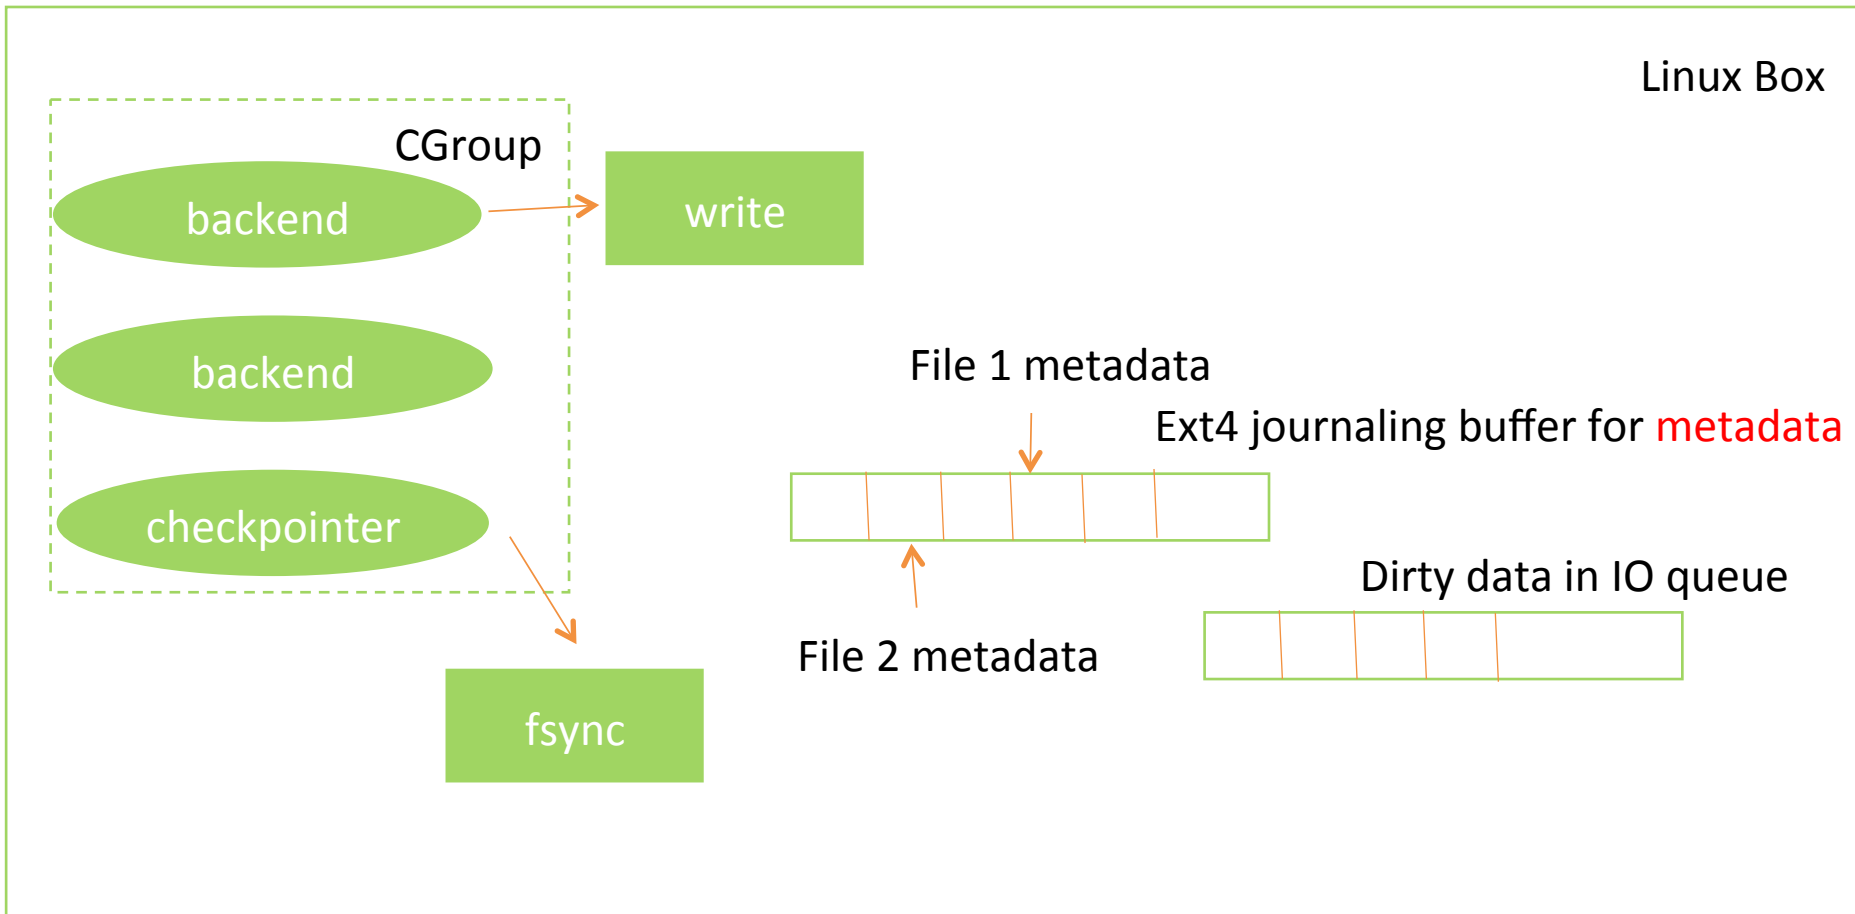 Linux Box
CGroup
backend
write
backend
File 1 metadata
Ext4 journaling buffer for metadata
checkpointer
Dirty data in IO queue
File 2 metadata
fsync